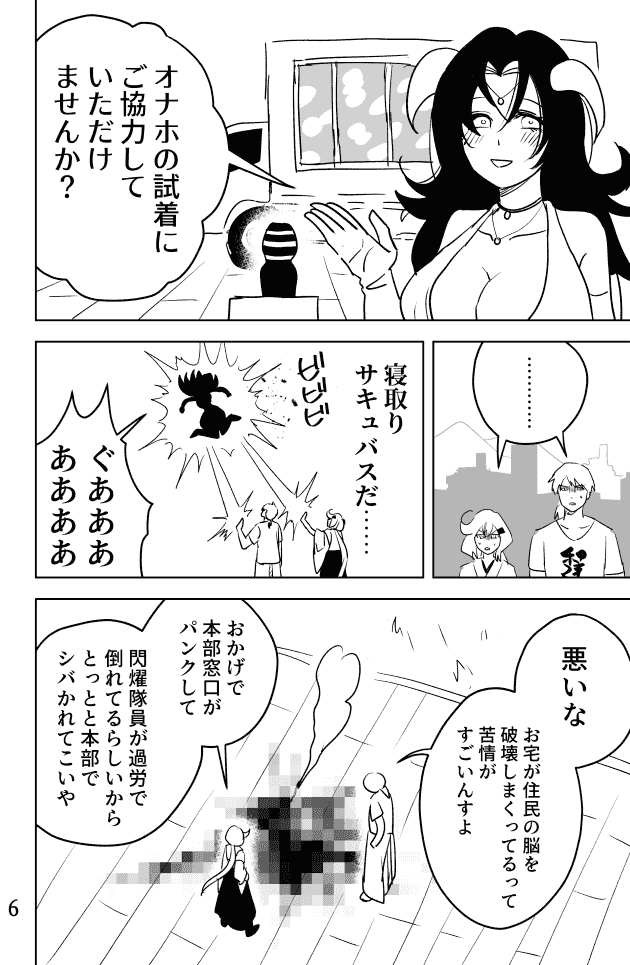 オナホの試着に
ご協力して
いただけ
ませんか？
………
寝取り
サキュバスだ……
ビビビ
ぐあああ
ああああ
悪いな
お宅が住民の脳を
破壊しまくってるって
苦情が
すごいんすよ
おかげで
本部窓口が
パンクして
閃燿隊員が過労で
倒れてるらしいから
とっとと本部で
シバかれてこいや
6